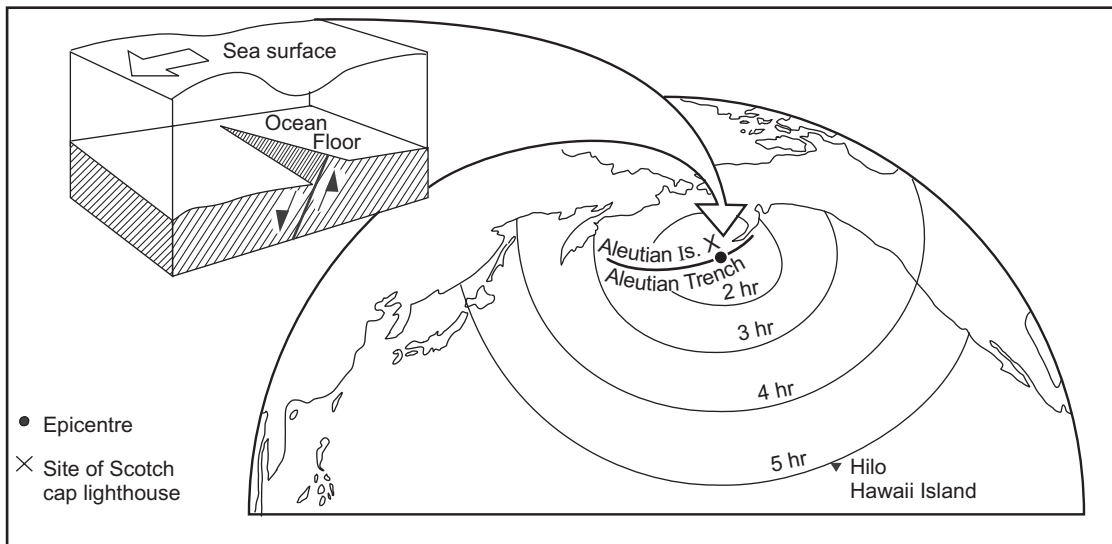 Sea surface
Ocean
Floor
Aleutian Is. X
Aleutian Trench
2 hr
3 hr
4 hr
5 hr
Hilo
Hawaii Island
Epicentre
Site of Scotch
cap lighthouse